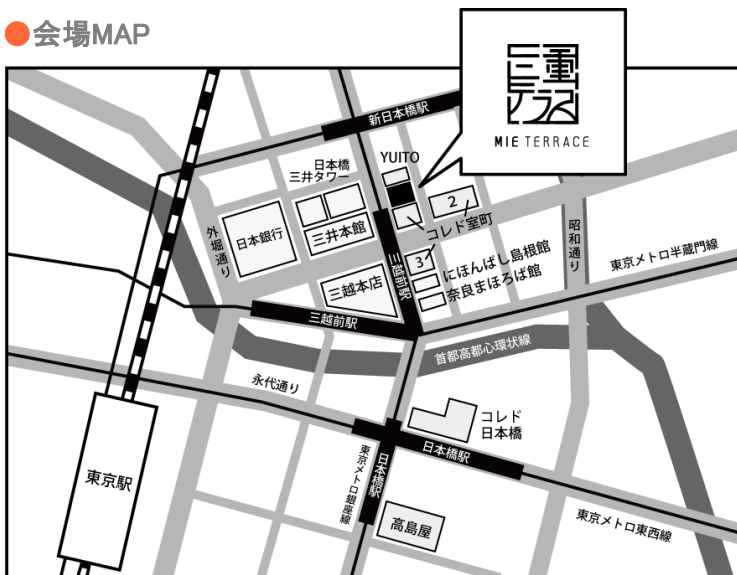 会場MAP
三重
テラス
MIE TERRACE
新日本橋駅
YUITO
日本橋
三井タワー
2
コレド室町
昭和通り
外堀通り
日本銀行
三井本館
三越前駅
3
にほんばし島根館
奈良まほろば館
東京メトロ半蔵門線
三越本店
三越前駅
首都高都心環状線
永代通り
コレド
日本橋
日本橋駅
日本橋駅
東京メトロ銀座線
東京駅
高島屋
東京メトロ東西線